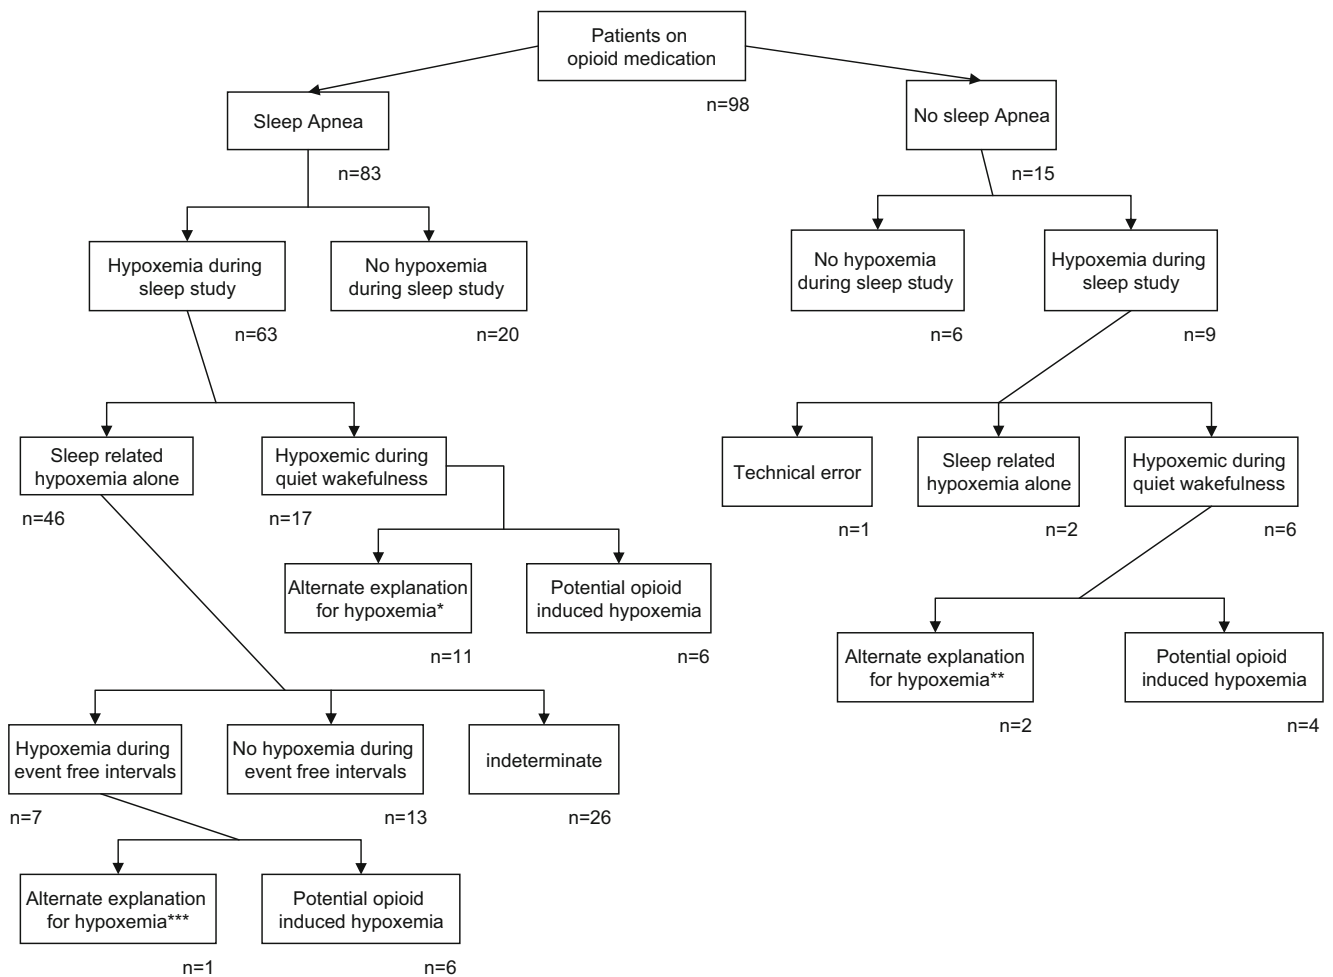 Patients on
opioid medication
n=98
Sleep Apnea
n=83
No sleep Apnea
n=15
Hypoxemia during
sleep study
n=63
No hypoxemia
during sleep study
n=20
No hypoxemia
during sleep study
n=6
Hypoxemia during
sleep study
n=9
Sleep related
hypoxemia alone
n=46
Hypoxemic during
quiet wakefulness
n=17
Technical error
n=1
Sleep related
hypoxemia alone
n=2
Hypoxemic during
quiet wakefulness
n=6
Alternate explanation
for hypoxemia*
n=11
Potential opioid
induced hypoxemia
n=6
Alternate explanation
for hypoxemia**
n=2
Potential opioid
induced hypoxemia
n=4
Hypoxemia during
event free intervals
n=7
No hypoxemia during
event free intervals
n=13
indeterminate
n=26
Alternate explanation
for hypoxemia***
n=1
Potential opioid
induced hypoxemia
n=6